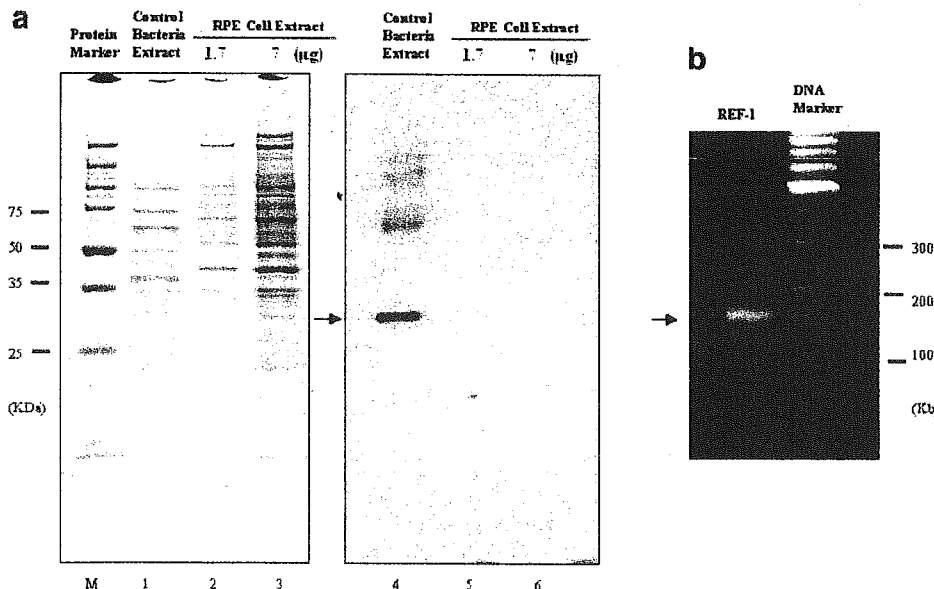 a
Protein Marker
Control Bacteria Extract
RPE Cell Extract
1.7 7 (µg)
Control Bacteria Extract
RPE Cell Extract
1.7 7 (µg)
75
50
35
25
(KDa)
M 1 2 3
4 5 6
b
REF-1
DNA Marker
300
200
100
(Kb